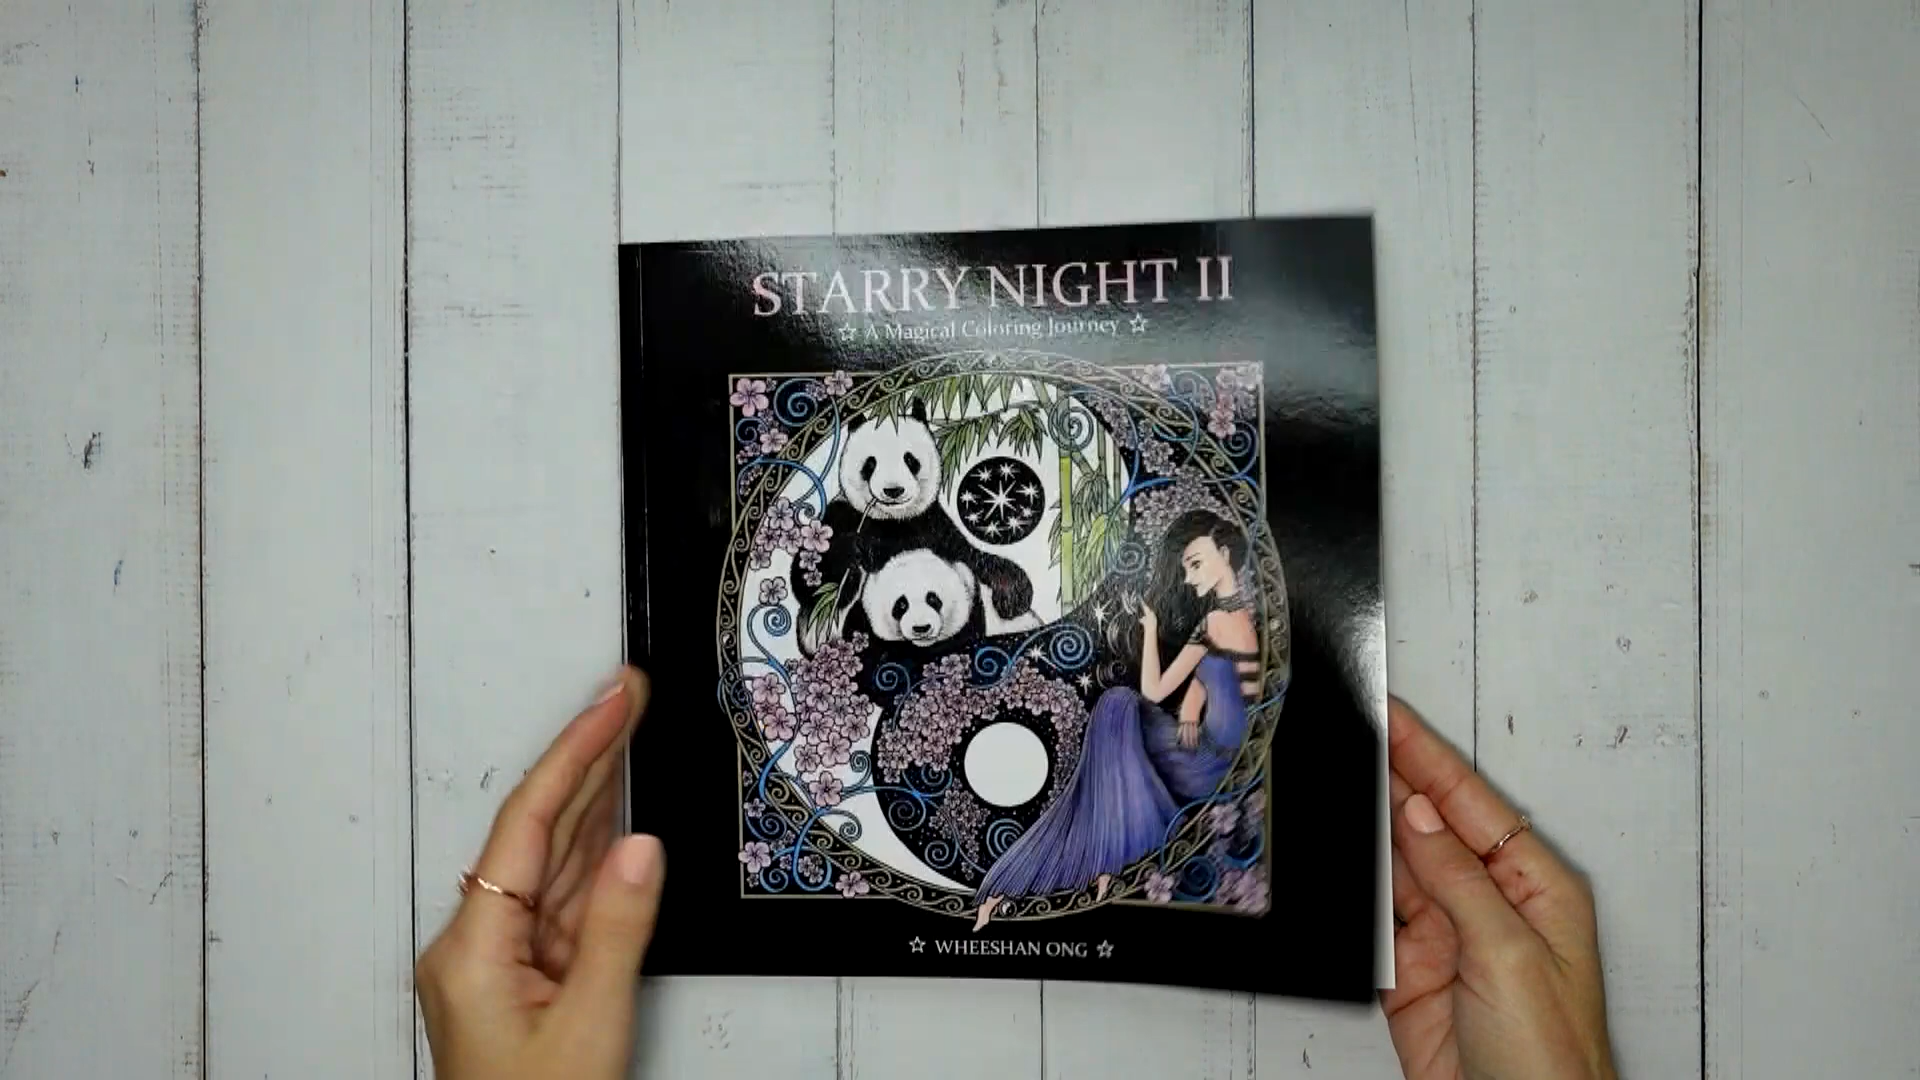 STARRY NIGHT II
☆ A Magical Coloring Journey ☆
☆ WHEESHAN ONG ☆